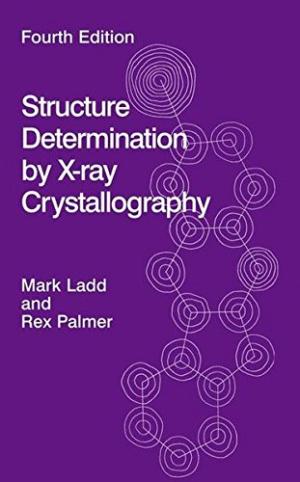 Fourth Edition
Structure
Determination
by X-ray
Crystallography
Mark Ladd
and
Rex Palmer